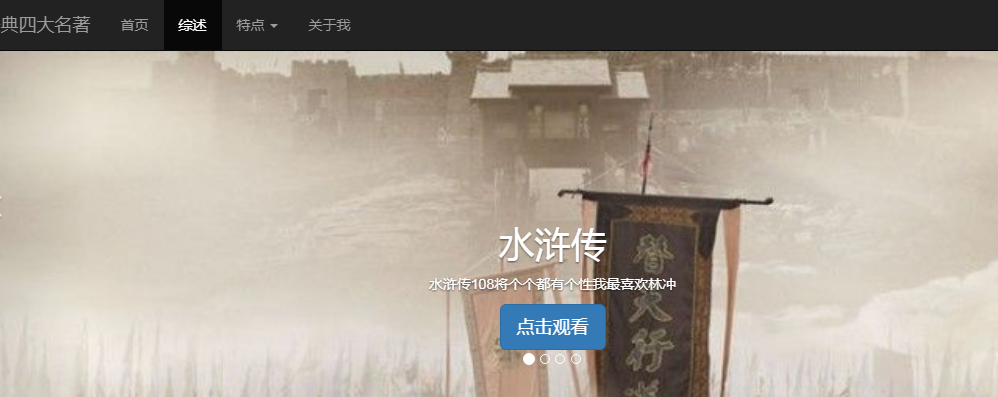 典四大名著 首页 综述 特点 关于我
水浒传
水浒传108将个个都有个性我最喜欢林冲
点击观看
替天行